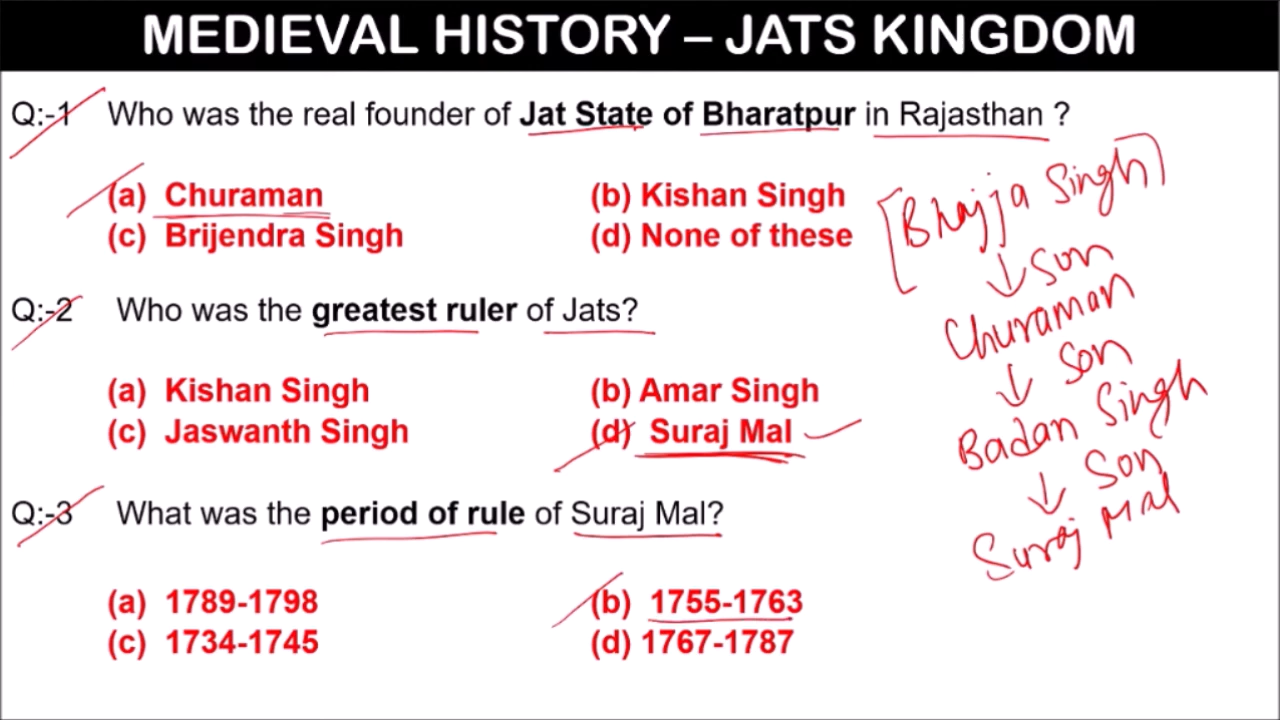 MEDIEVAL HISTORY – JATS KINGDOM
Q:-1 Who was the real founder of Jat State of Bharatpur in Rajasthan ?
(a) Churaman (b) Kishan Singh
(c) Brijendra Singh (d) None of these
Q:-2 Who was the greatest ruler of Jats?
(a) Kishan Singh (b) Amar Singh
(c) Jaswanth Singh (d) Suraj Mal
Q:-3 What was the period of rule of Suraj Mal?
(a) 1789-1798 (b) 1755-1763
(c) 1734-1745 (d) 1767-1787
[Bhajja Singh]
↓ Son
Churaman
↓ Son
Badan Singh
↓ Son
Suraj Mal